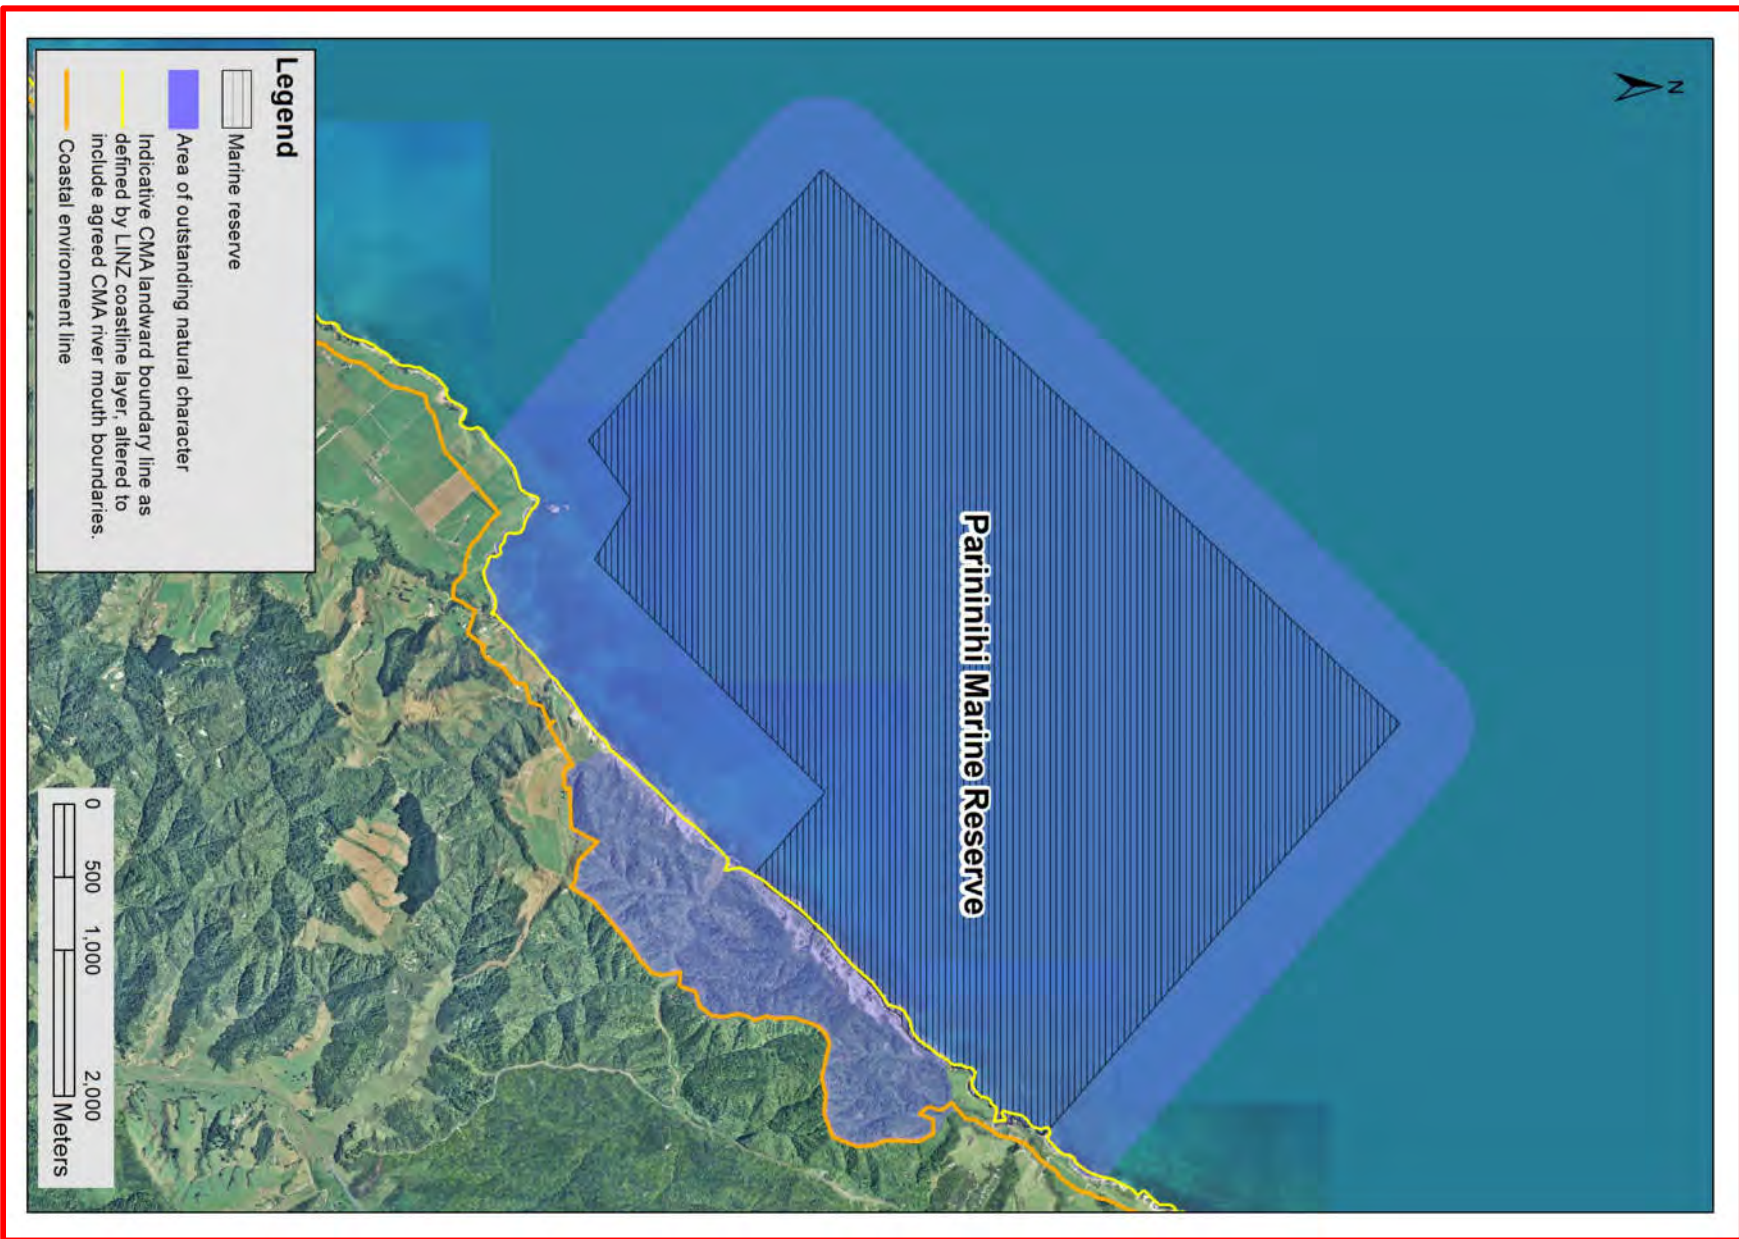 N
Parininihi Marine Reserve
Legend
Marine reserve
Area of outstanding natural character
Indicative CMA landward boundary line as
defined by LINZ coastline layer, altered to
include agreed CMA river mouth boundaries.
Coastal environment line
0 500 1,000 2,000
Meters